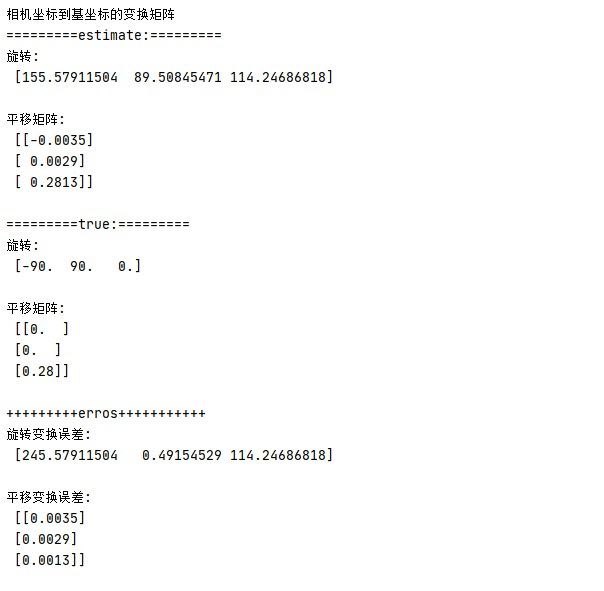 相机坐标到基坐标的变换矩阵
=========estimate:=========
旋转:
 [155.57911504  89.50845471 114.24686818]

平移矩阵:
 [[-0.0035]
 [ 0.0029]
 [ 0.2813]]

=========true:=========
旋转:
 [-90.  90.   0.]

平移矩阵:
 [[0.  ]
 [0.  ]
 [0.28]]

+++++++++erros+++++++++++
旋转变换误差:
 [245.57911504   0.49154529 114.24686818]

平移变换误差:
 [[0.0035]
 [0.0029]
 [0.0013]]